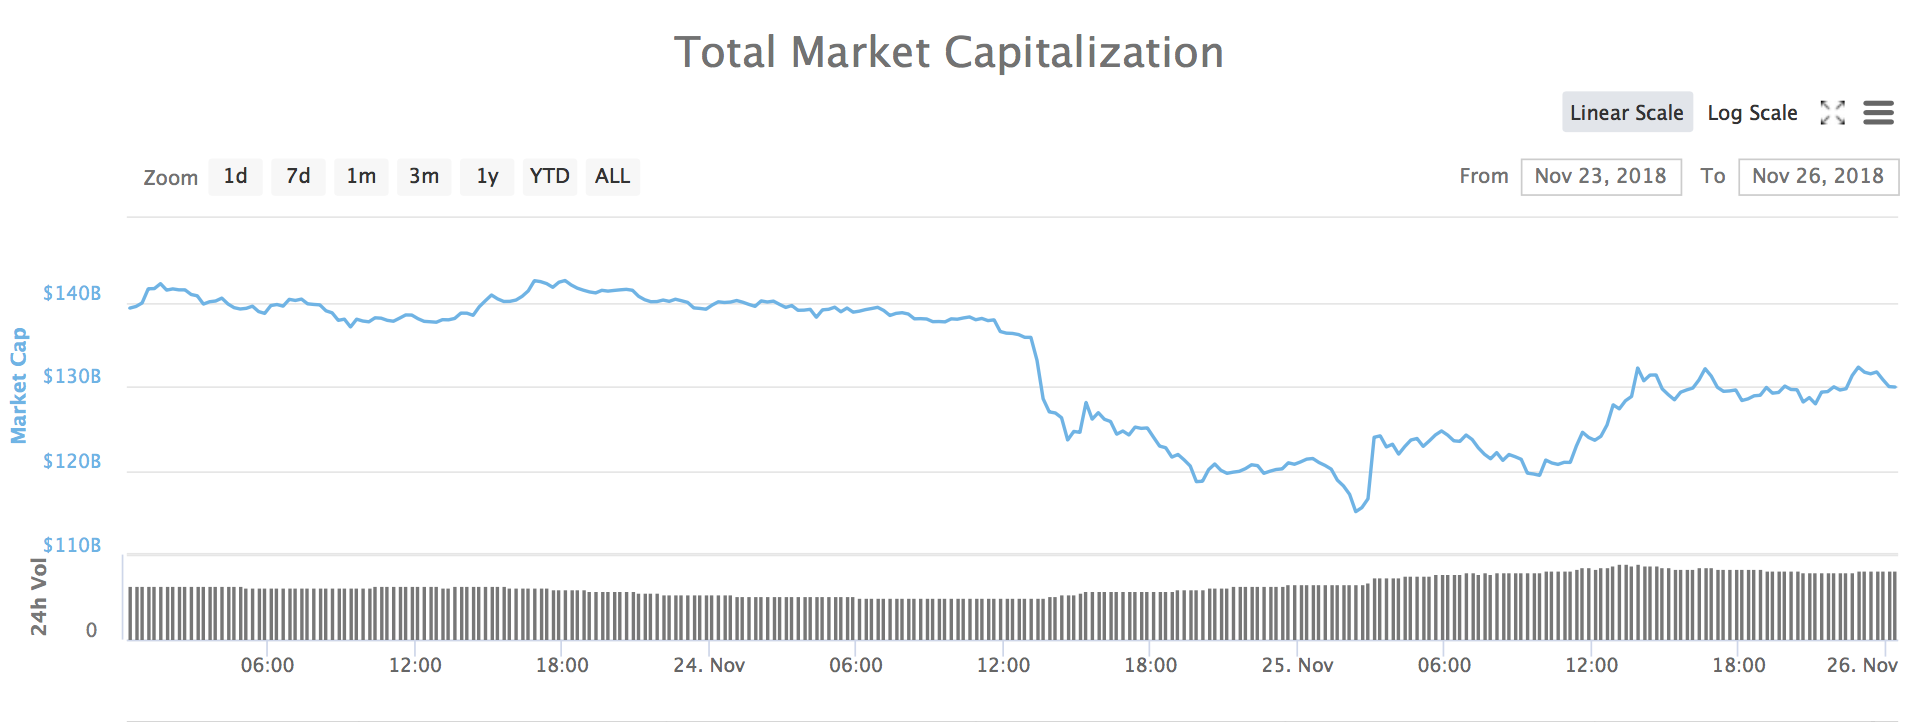 Total Market Capitalization
Linear Scale Log Scale
Zoom 1d 7d 1m 3m 1y YTD ALL From Nov 23, 2018 To Nov 26, 2018
Market Cap
$140B
$130B
$120B
$110B
24h Vol
0
06:00 12:00 18:00 24. Nov 06:00 12:00 18:00 25. Nov 06:00 12:00 18:00 26. Nov